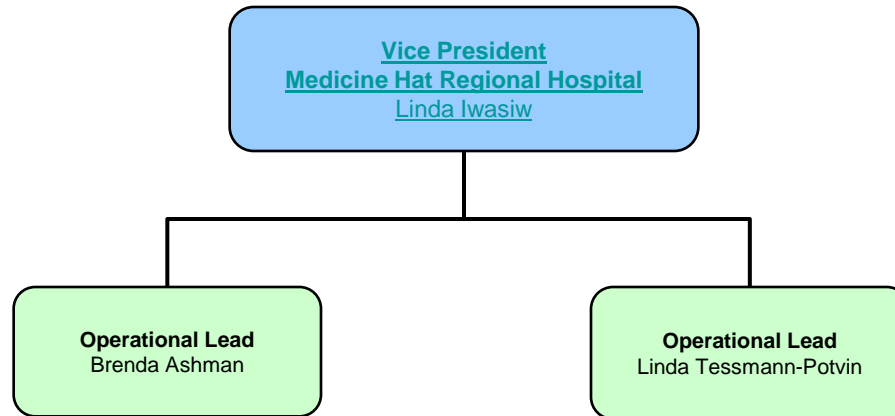 Vice President
Medicine Hat Regional Hospital
Linda Iwasiw
Operational Lead
Brenda Ashman
Operational Lead
Linda Tessmann-Potvin